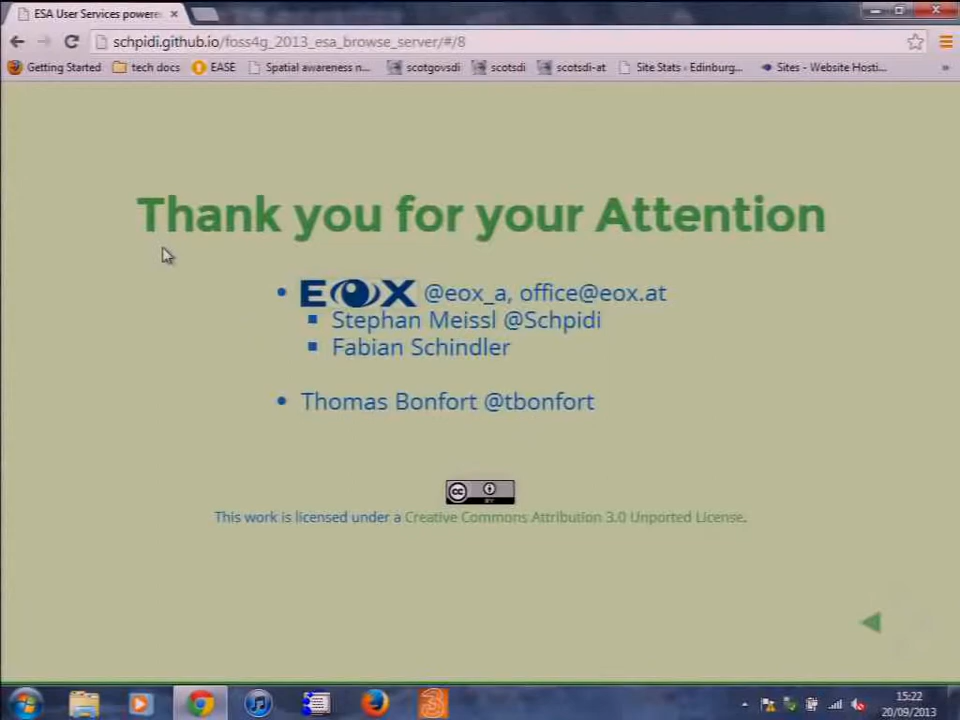 ESA User Services powere
schpidi.github.io/foss4g_2013_esa_browse_server/#/8
Getting Started tech docs EASE Spatial awareness n... scotgovsdi scotsdi scotsdi-at Site Stats - Edinburg... Sites - Website Hosti... »
Thank you for your Attention
EOX @eox_a, office@eox.at
Stephan Meissl @Schpidi
Fabian Schindler
Thomas Bonfort @tbonfort
cc BY
This work is licensed under a Creative Commons Attribution 3.0 Unported License.
15:22
20/09/2013